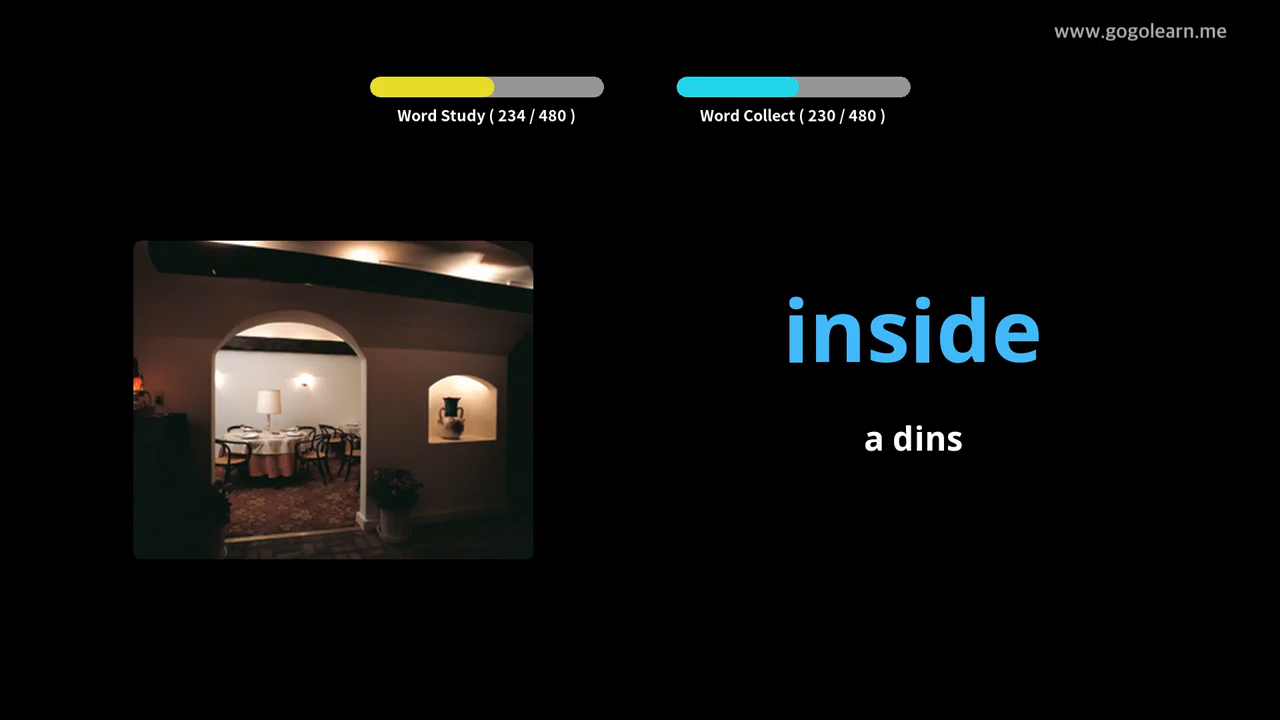 www.gogolearn.me
Word Study ( 234 / 480 )
Word Collect ( 230 / 480 )
inside
a dins